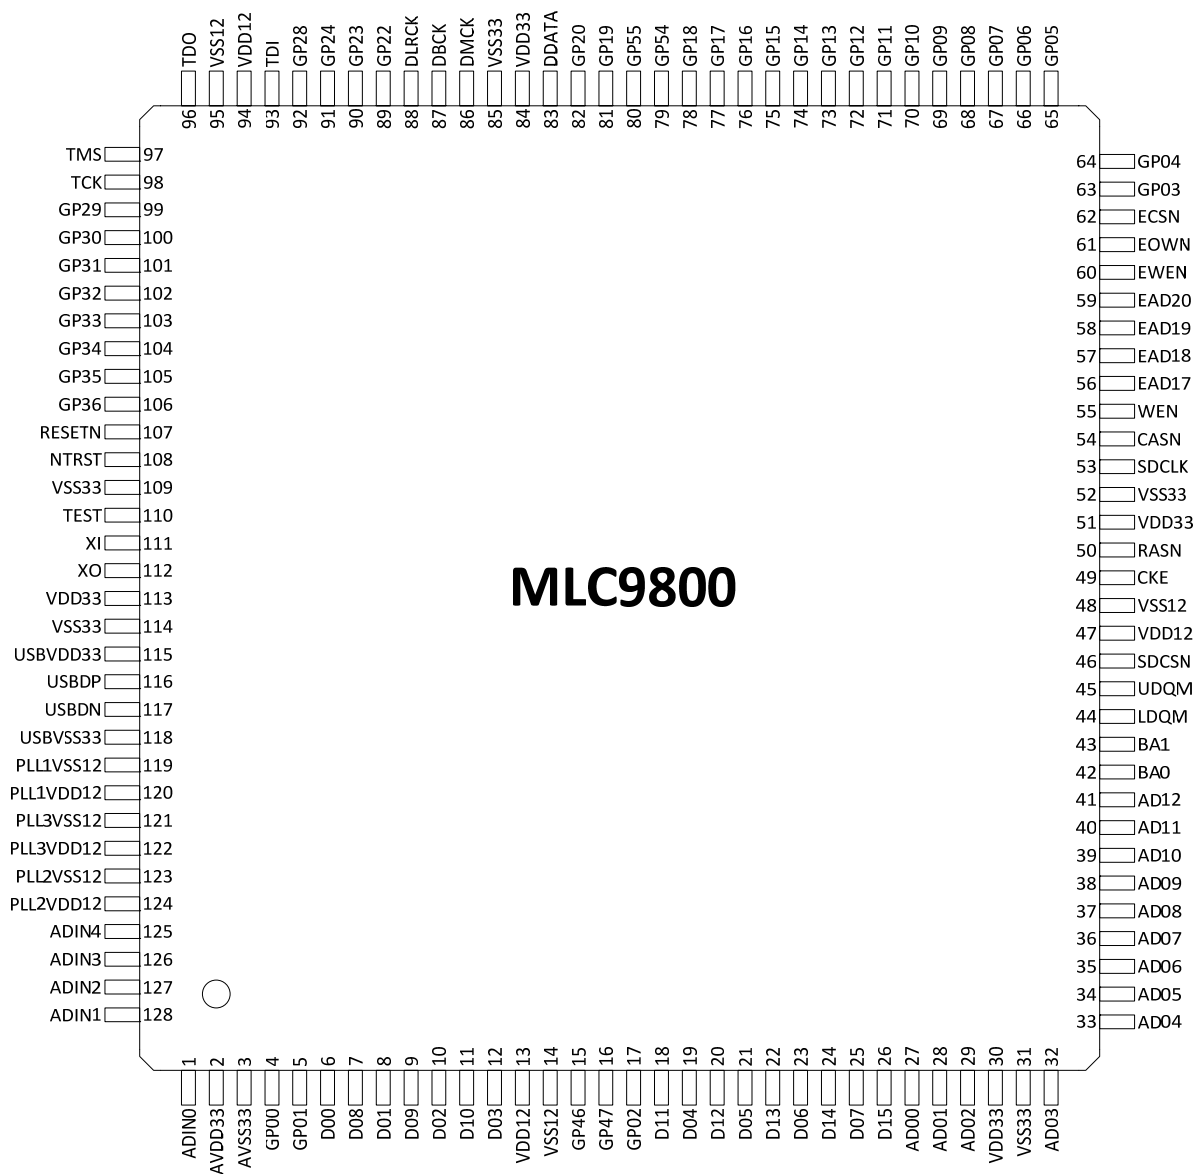 TDO VSS12 VDD12 TDI GP28 GP24 GP23 GP22 DLRCK DBCK DMCK VSS33 VDD33 DDATA GP20 GP19 GP55 GP54 GP18 GP17 GP16 GP15 GP14 GP13 GP12 GP11 GP10 GP09 GP08 GP07 GP06 GP05
96 95 94 93 92 91 90 89 88 87 86 85 84 83 82 81 80 79 78 77 76 75 74 73 72 71 70 69 68 67 66 65
TMS 97
TCK 98
GP29 99
GP30 100
GP31 101
GP32 102
GP33 103
GP34 104
GP35 105
GP36 106
RESETN 107
NTRST 108
VSS33 109
TEST 110
XI 111
XO 112
VDD33 113
VSS33 114
USBVDD33 115
USBDP 116
USBDN 117
USBVSS33 118
PLL1VSS12 119
PLL1VDD12 120
PLL3VSS12 121
PLL3VDD12 122
PLL2VSS12 123
PLL2VDD12 124
ADIN4 125
ADIN3 126
ADIN2 127
ADIN1 128
MLC9800
64 GP04
63 GP03
62 ECSN
61 EOWN
60 EWEN
59 EAD20
58 EAD19
57 EAD18
56 EAD17
55 WEN
54 CASN
53 SDCLK
52 VSS33
51 VDD33
50 RASN
49 CKE
48 VSS12
47 VDD12
46 SDCSN
45 UDQM
44 LDQM
43 BA1
42 BA0
41 AD12
40 AD11
39 AD10
38 AD09
37 AD08
36 AD07
35 AD06
34 AD05
33 AD04
1 2 3 4 5 6 7 8 9 10 11 12 13 14 15 16 17 18 19 20 21 22 23 24 25 26 27 28 29 30 31 32
ADIN0 AVDD33 AVSS33 GP00 GP01 D00 D08 D01 D09 D02 D10 D03 VDD12 VSS12 GP46 GP47 GP02 D11 D04 D12 D05 D13 D06 D14 D07 D15 AD00 AD01 AD02 VDD33 VSS33 AD03